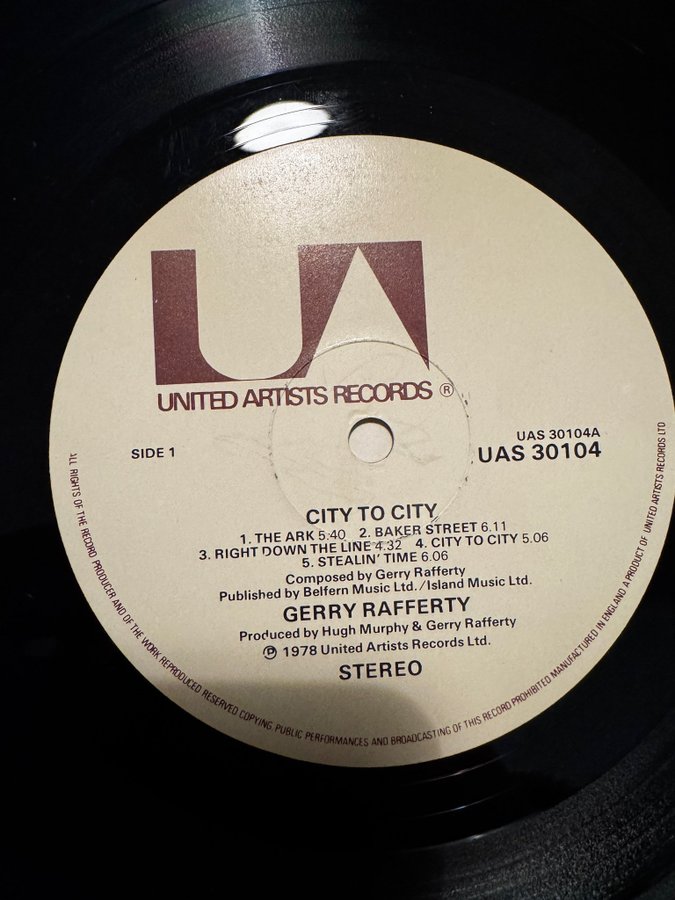 UA
UNITED ARTISTS RECORDS ®
SIDE 1
UAS 30104A
UAS 30104
CITY TO CITY
1. THE ARK 5:40 2. BAKER STREET 6.11
3. RIGHT DOWN THE LINE 4.32 4. CITY TO CITY 5.06
5. STEALIN' TIME 6.06
Composed by Gerry Rafferty
Published by Belfern Music Ltd./Island Music Ltd.
GERRY RAFFERTY
Produced by Hugh Murphy & Gerry Rafferty
℗ 1978 United Artists Records Ltd.
STEREO
ALL RIGHTS OF THE RECORD PRODUCER AND OF THE WORK REPRODUCED RESERVED COPYING PUBLIC PERFORMANCES AND BROADCASTING OF THIS RECORD PROHIBITED MANUFACTURED IN ENGLAND A PRODUCT OF UNITED ARTISTS RECORDS LTD